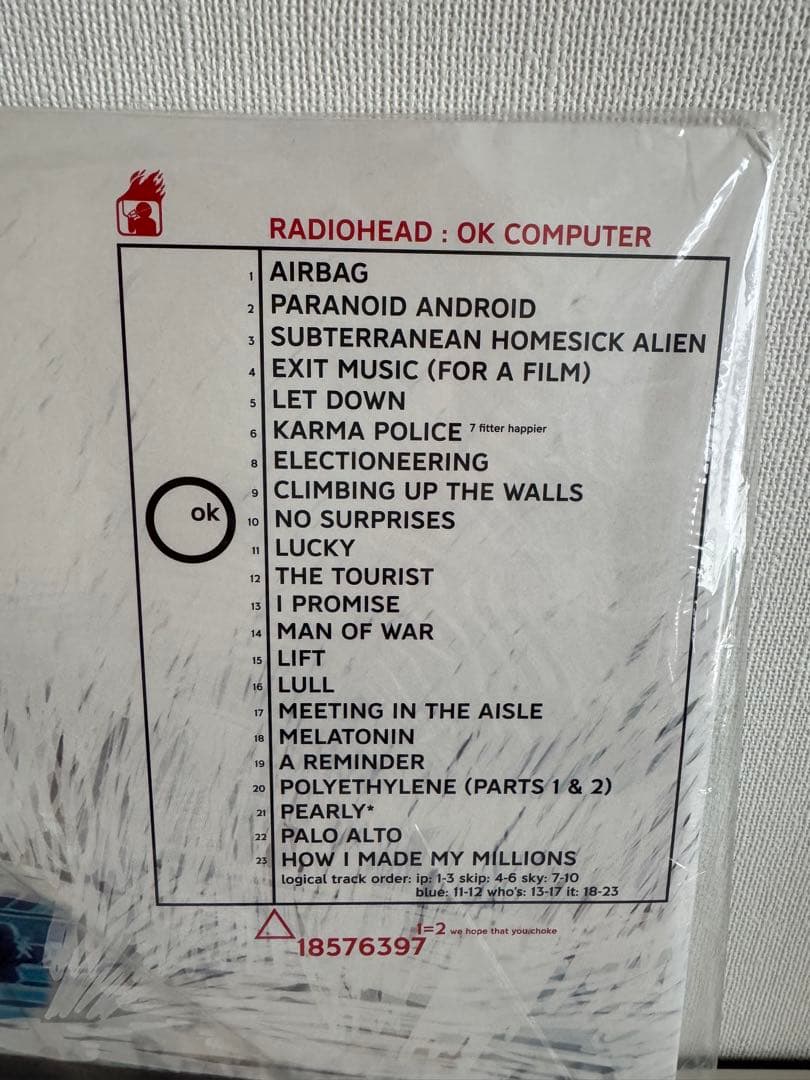 RADIOHEAD : OK COMPUTER
1 AIRBAG
2 PARANOID ANDROID
3 SUBTERRANEAN HOMESICK ALIEN
4 EXIT MUSIC (FOR A FILM)
5 LET DOWN
6 KARMA POLICE 7 fitter happier
8 ELECTIONEERING
9 CLIMBING UP THE WALLS
ok
10 NO SURPRISES
11 LUCKY
12 THE TOURIST
13 I PROMISE
14 MAN OF WAR
15 LIFT
16 LULL
17 MEETING IN THE AISLE
18 MELATONIN
19 A REMINDER
20 POLYETHYLENE (PARTS 1 & 2)
21 PEARLY*
22 PALO ALTO
23 HOW I MADE MY MILLIONS
logical track order: ip: 1-3 skip: 4-6 sky: 7-10
blue: 11-12 who's: 13-17 it: 18-23
1=2 we hope that you choke
18576397